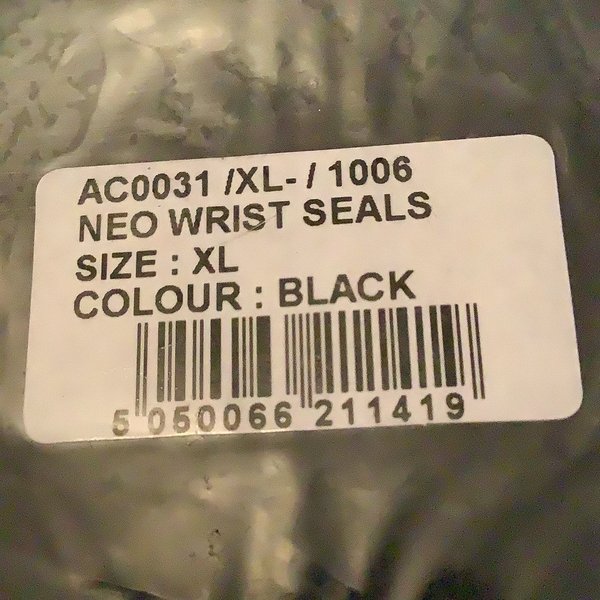 AC0031 /XL- / 1006
NEO WRIST SEALS
SIZE : XL
COLOUR : BLACK
5 050066 211419